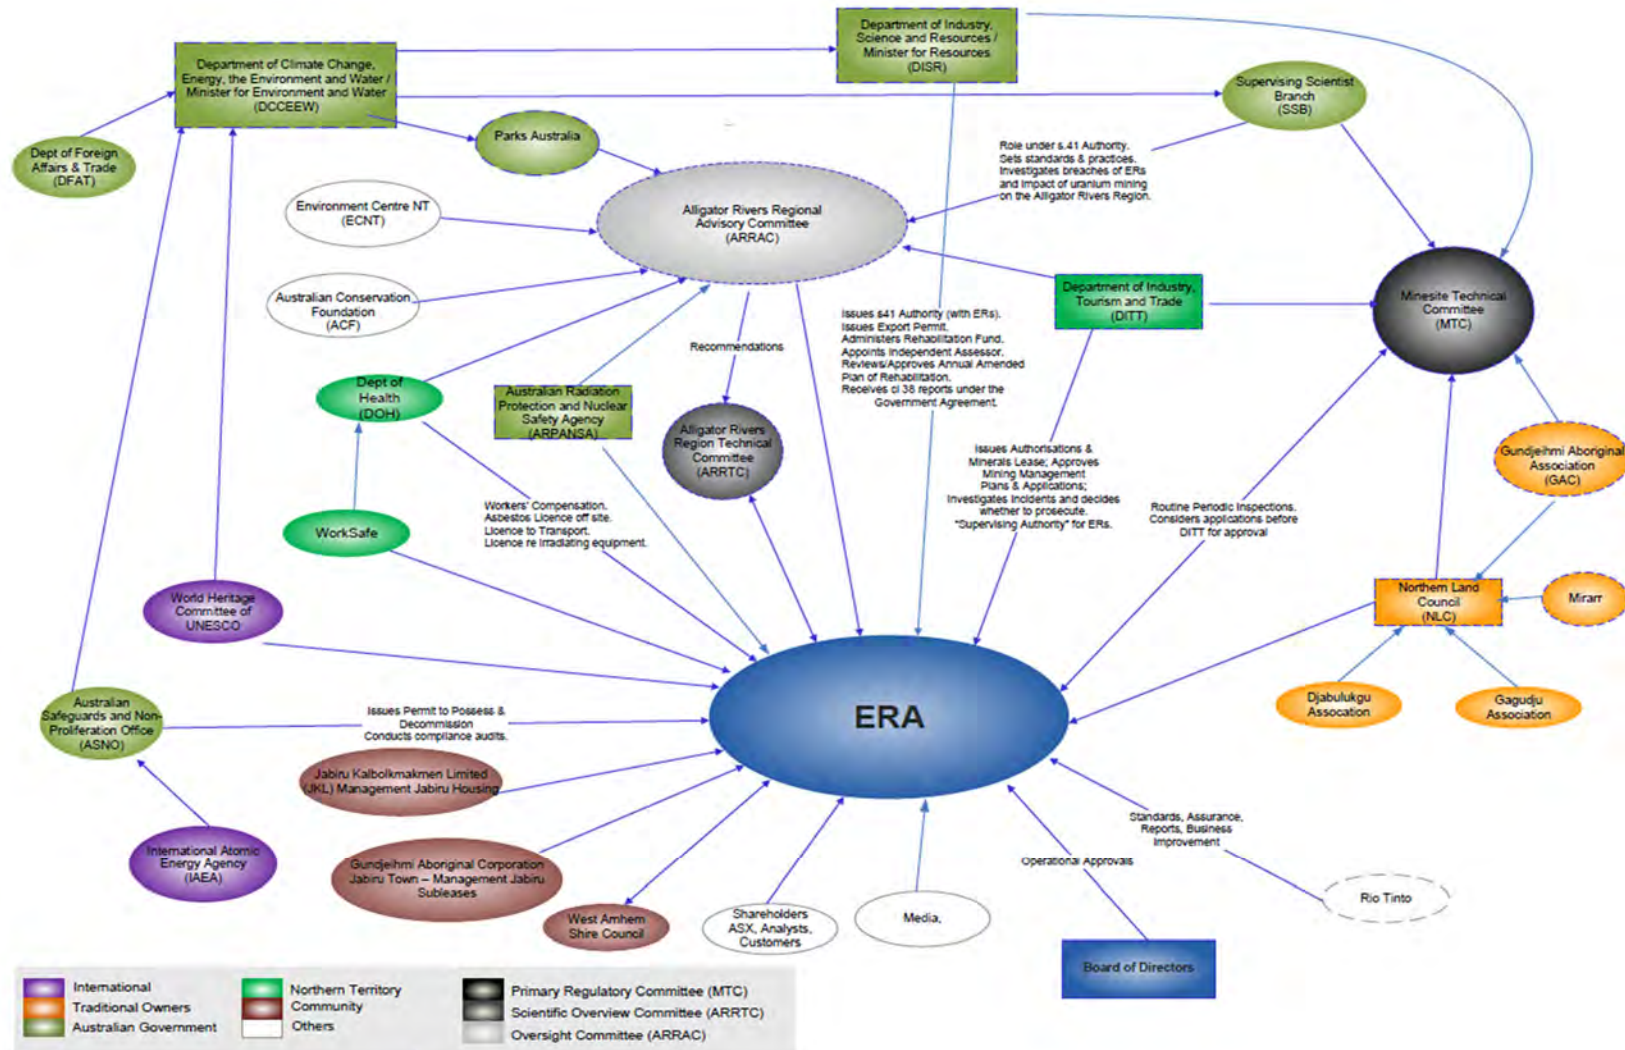 Department of Industry,
Science and Resources /
Minister for Resources
(DISR)
Department of Climate Change,
Energy, the Environment and Water /
Minister for Environment and Water
(DCCEEW)
Supervising Scientist
Branch
(SSB)
Parks Australia
Dept of Foreign
Affairs & Trade
(DFAT)
Role under s.41 Authority.
Sets standards & practices.
Investigates breaches of ERs
and impact of uranium mining
on the Alligator Rivers Region.
Environment Centre NT
(ECNT)
Alligator Rivers Regional
Advisory Committee
(ARRAC)
Australian Conservation
Foundation
(ACF)
Department of Industry,
Tourism and Trade
(DITT)
Minesite Technical
Committee
(MTC)
Issues s41 Authority (with ERs).
Issues Export Permit.
Administers Rehabilitation Fund.
Appoints Independent Assessor.
Reviews/Approves Annual Amended
Plan of Rehabilitation.
Receives cl 38 reports under the
Government Agreement.
Recommendations
Dept of
Health
(DOH)
Australian Radiation
Protection and Nuclear
Safety Agency
(ARPANSA)
Alligator Rivers
Region Technical
Committee
(ARRTC)
Issues Authorisations &
Minerals Lease; Approves
Mining Management
Plans & Applications;
Investigates Incidents and decides
whether to prosecute.
"Supervising Authority" for ERs.
Gundjeihmi Aboriginal
Association
(GAC)
Workers' Compensation.
Asbestos Licence off site.
Licence to Transport.
Licence re Irradiating equipment.
Routine Periodic Inspections.
Considers applications before
DITT for approval
WorkSafe
World Heritage
Committee of
UNESCO
Northern Land
Council
(NLC)
Mirarr
Djabulukgu
Assocation
Gagudju
Association
Australian
Safeguards and Non-
Proliferation Office
(ASNO)
Issues Permit to Possess &
Decommission
Conducts compliance audits.
ERA
Jabiru Kalbolkmakmen Limited
(JKL) Management Jabiru Housing
International Atomic
Energy Agency
(IAEA)
Gundjeihmi Aboriginal Corporation
Jabiru Town – Management Jabiru
Subleases
Standards, Assurance,
Reports, Business
Improvement
Operational Approvals
West Arnhem
Shire Council
Shareholders
ASX, Analysts,
Customers
Media,
Rio Tinto
Board of Directors
International
Traditional Owners
Australian Government
Northern Territory
Community
Others
Primary Regulatory Committee (MTC)
Scientific Overview Committee (ARRTC)
Oversight Committee (ARRAC)